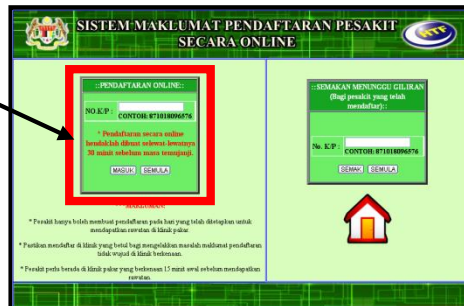 SISTEM MAKLUMAT PENDAFTARAN PESAKIT
SECARA ONLINE
HTF
::PENDAFTARAN ONLINE::
NO.K/P :
CONTOH: 871018096576
* Pendaftaran secara online
hendaklah dibuat selewat-lewatnya
30 minit sebelum masa temujanji.
MASUK SEMULA
MAKLUMAN:
* Pesakit hanya boleh membuat pendaftaran pada hari yang telah ditetapkan untuk
mendapatkan rawatan di klinik pakar.
* Pastikan mendaftar di klinik yang betul bagi mengelakkan masalah maklumat pendaftaran
tidak wujud di klinik berkenaan.
* Pesakit perlu berada di klinik pakar yang berkenaan 15 minit awal sebelum mendapatkan
rawatan.
::SEMAKAN MENUNGGU GILIRAN
(Bagi pesakit yang telah
mendaftar)::
No. K/P :
CONTOH: 871018096576
SEMAK SEMULA